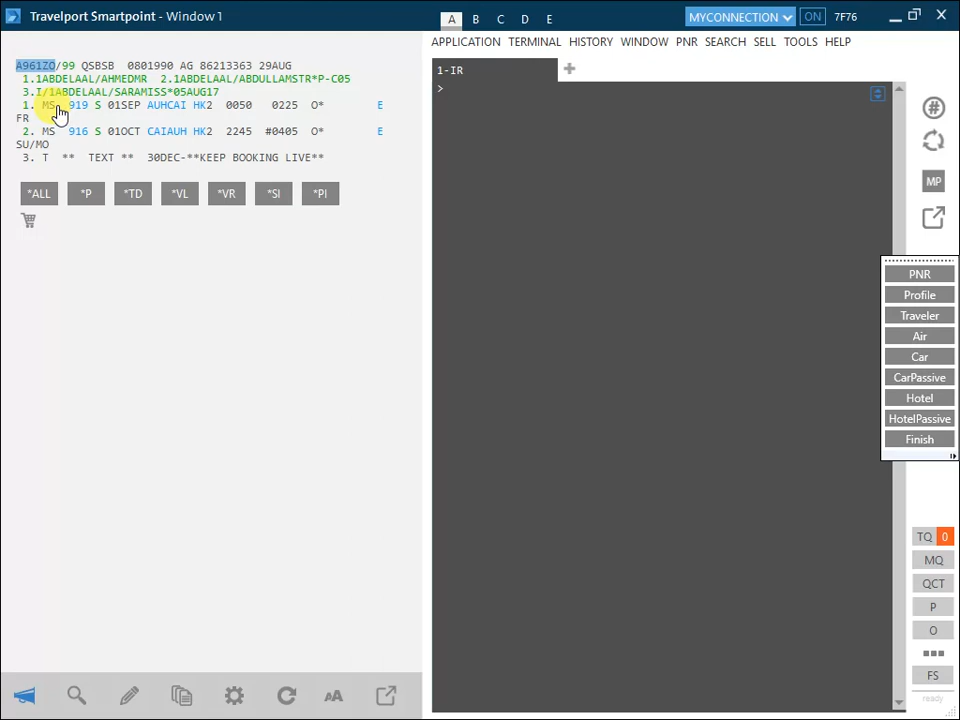 Travelport Smartpoint - Window 1
A B C D E
MYCONNECTION ON 7F76
APPLICATION TERMINAL HISTORY WINDOW PNR SEARCH SELL TOOLS HELP
A961ZO/99 QSBSB 0801990 AG 86213363 29AUG
1.1ABDELAAL/AHMEDMR 2.1ABDELAAL/ABDULLAMSTR*P-C05
3.I/1ABDELAAL/SARAMISS*05AUG17
1. MS 919 S 01SEP AUHCAI HK2 0050 0225 O* E
FR
2. MS 916 S 01OCT CAIAUH HK2 2245 #0405 O* E
SU/MO
3. T ** TEXT ** 30DEC-**KEEP BOOKING LIVE**
*ALL *P *TD *VL *VR *SI *PI
AA
1-IR
>
#
MP
PNR
Profile
Traveler
Air
Car
CarPassive
Hotel
HotelPassive
Finish
TQ 0
MQ
QCT
P
O
FS
ready